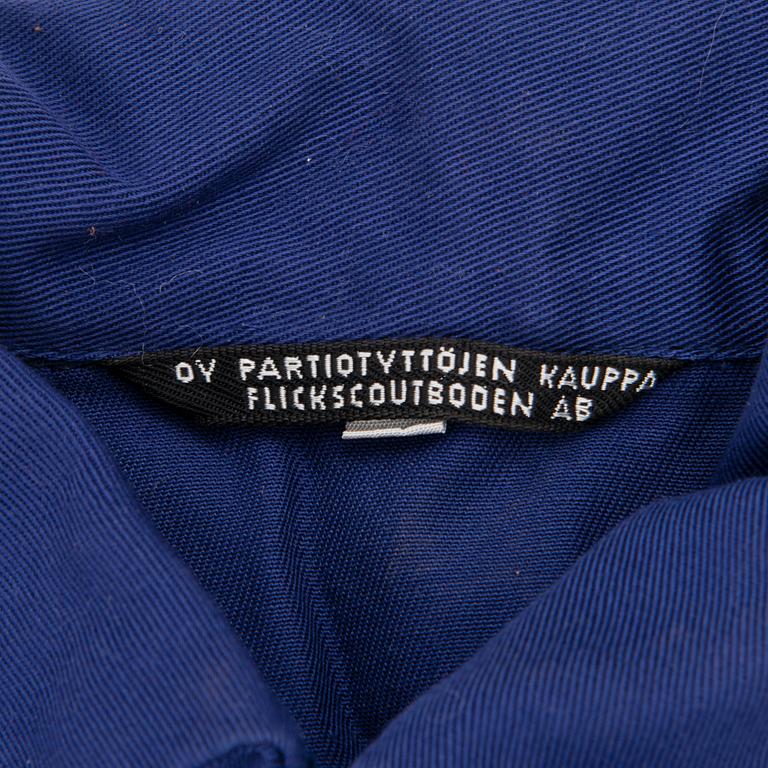 OY PARTIOTYTTÖJEN KAUPPA
FLICKSCOUTBODEN AB